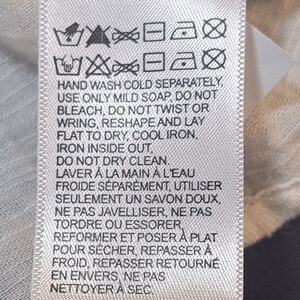 HAND WASH COLD SEPARATELY,
USE ONLY MILD SOAP, DO NOT
BLEACH, DO NOT TWIST OR
WRING, RESHAPE AND LAY
FLAT TO DRY, COOL IRON,
IRON INSIDE OUT,
DO NOT DRY CLEAN.
LAVER À LA MAIN À L'EAU
FROIDE SÉPARÉMENT, UTILISER
SEULEMENT UN SAVON DOUX,
NE PAS JAVELLISER, NE PAS
TORDRE OU ESSORER,
REFORMER ET POSER À PLAT
POUR SÉCHER, REPASSER À
FROID, REPASSER RETOURNÉ
EN ENVERS, NE PAS
NETTOYER À SEC.